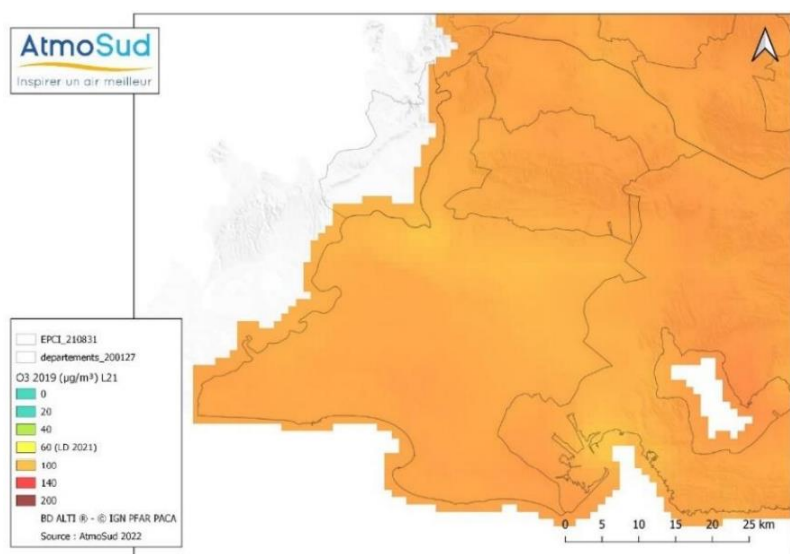 AtmoSud
Inspirer un air meilleur
EPCI_210831
departements_200127
O3 2019 (µg/m³) L21
0
20
40
60 (LD 2021)
100
140
200
BD ALTI ® - © IGN PFAR PACA
Source : AtmoSud 2022
0 5 10 15 20 25 km